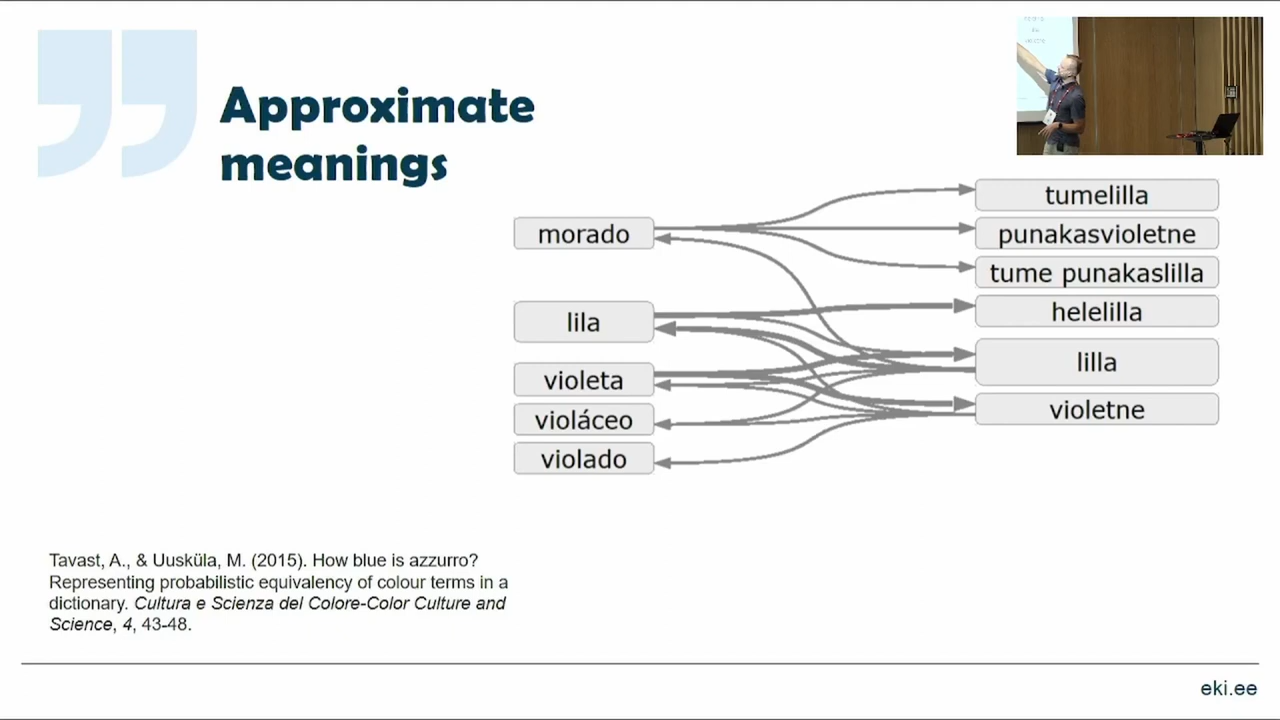 Approximate
meanings
morado
lila
violeta
violáceo
violado
tumelilla
punakasvioletne
tume punakaslilla
helelilla
lilla
violetne
Tavast, A., & Uusküla, M. (2015). How blue is azzurro?
Representing probabilistic equivalency of colour terms in a
dictionary. Cultura e Scienza del Colore-Color Culture and
Science, 4, 43-48.
eki.ee